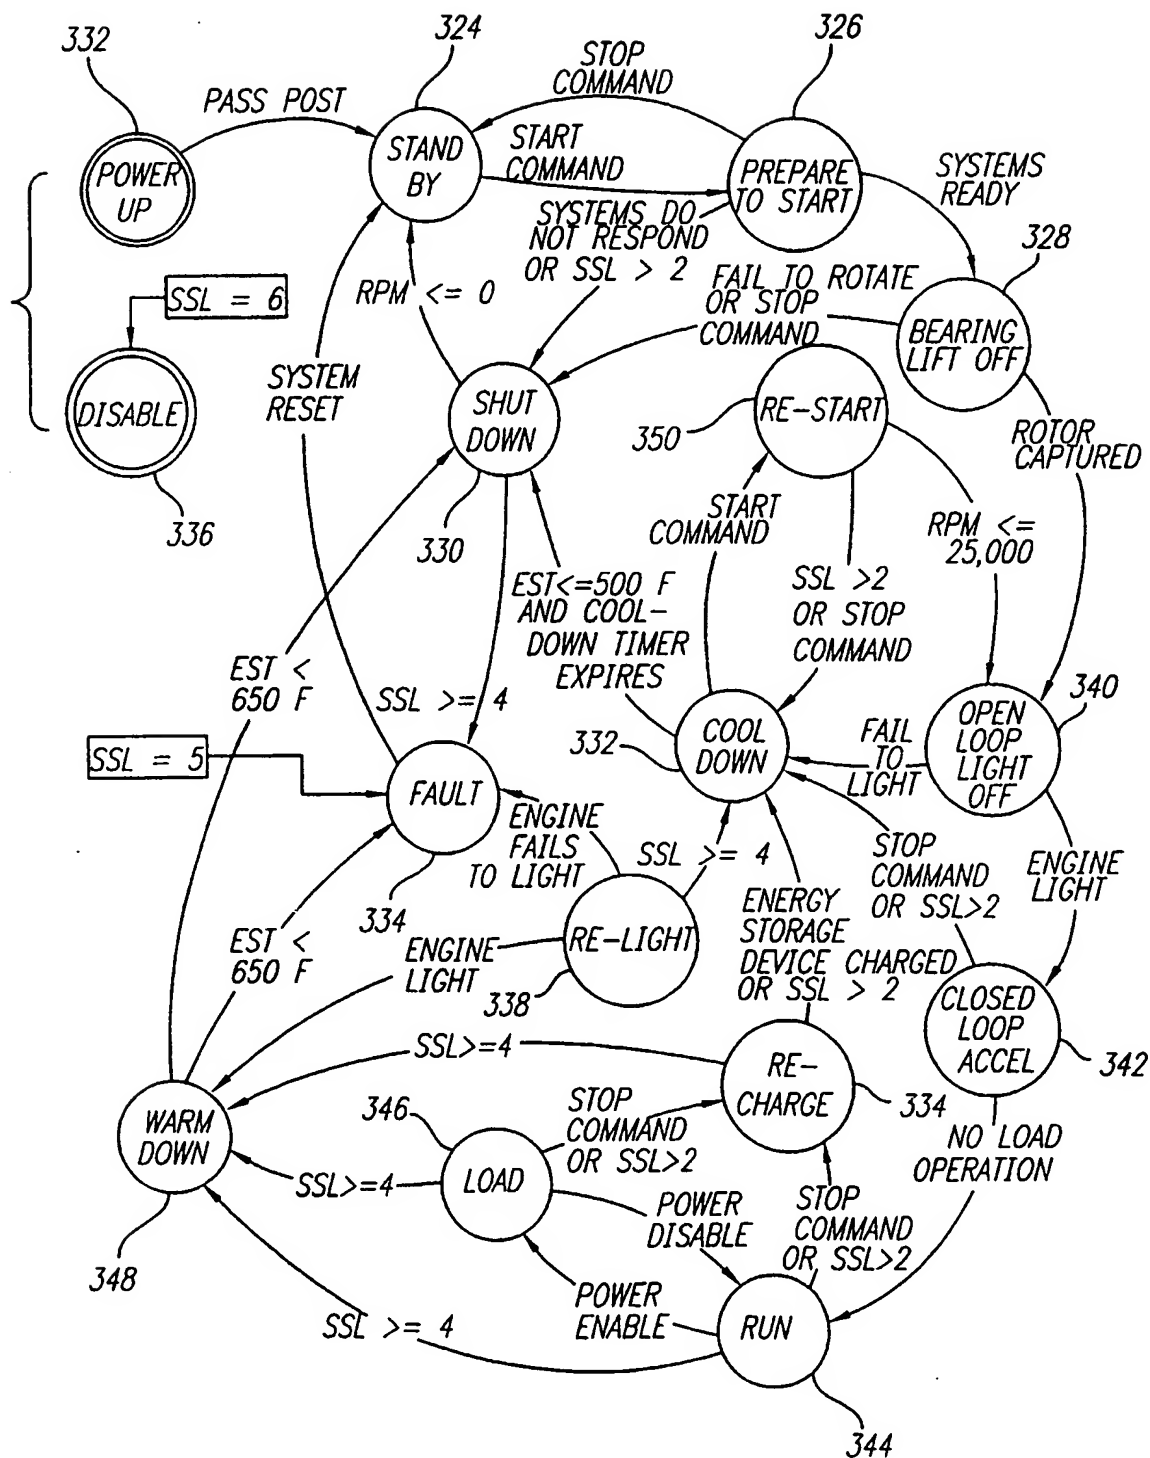 332
324
326
STOP
COMMAND
PASS POST
POWER
UP
STAND
BY
START
COMMAND
PREPARE
TO START
SYSTEMS
READY
SYSTEMS DO
NOT RESPOND
OR SSL > 2
328
SSL = 6
RPM <= 0
FAIL TO ROTATE
OR STOP
COMMAND
BEARING
LIFT OFF
DISABLE
336
SYSTEM
RESET
SHUT
DOWN
330
350
RE-START
ROTOR
CAPTURED
START
COMMAND
RPM <=
25,000
EST<=500 F
AND COOL-
DOWN TIMER
EXPIRES
SSL >2
OR STOP
COMMAND
EST <
650 F
SSL >= 4
340
SSL = 5
FAULT
332
COOL
DOWN
FAIL
TO
LIGHT
OPEN
LOOP
LIGHT
OFF
334
ENGINE
FAILS
TO LIGHT
SSL >= 4
STOP
COMMAND
OR SSL>2
ENGINE
LIGHT
EST <
650 F
ENGINE
LIGHT
RE-LIGHT
338
ENERGY
STORAGE
DEVICE CHARGED
OR SSL > 2
CLOSED
LOOP
ACCEL
342
SSL>=4
RE-
CHARGE
334
WARM
DOWN
348
346
LOAD
STOP
COMMAND
OR SSL>2
SSL>=4
NO LOAD
OPERATION
POWER
DISABLE
STOP
COMMAND
OR SSL>2
POWER
ENABLE
RUN
SSL >= 4
344